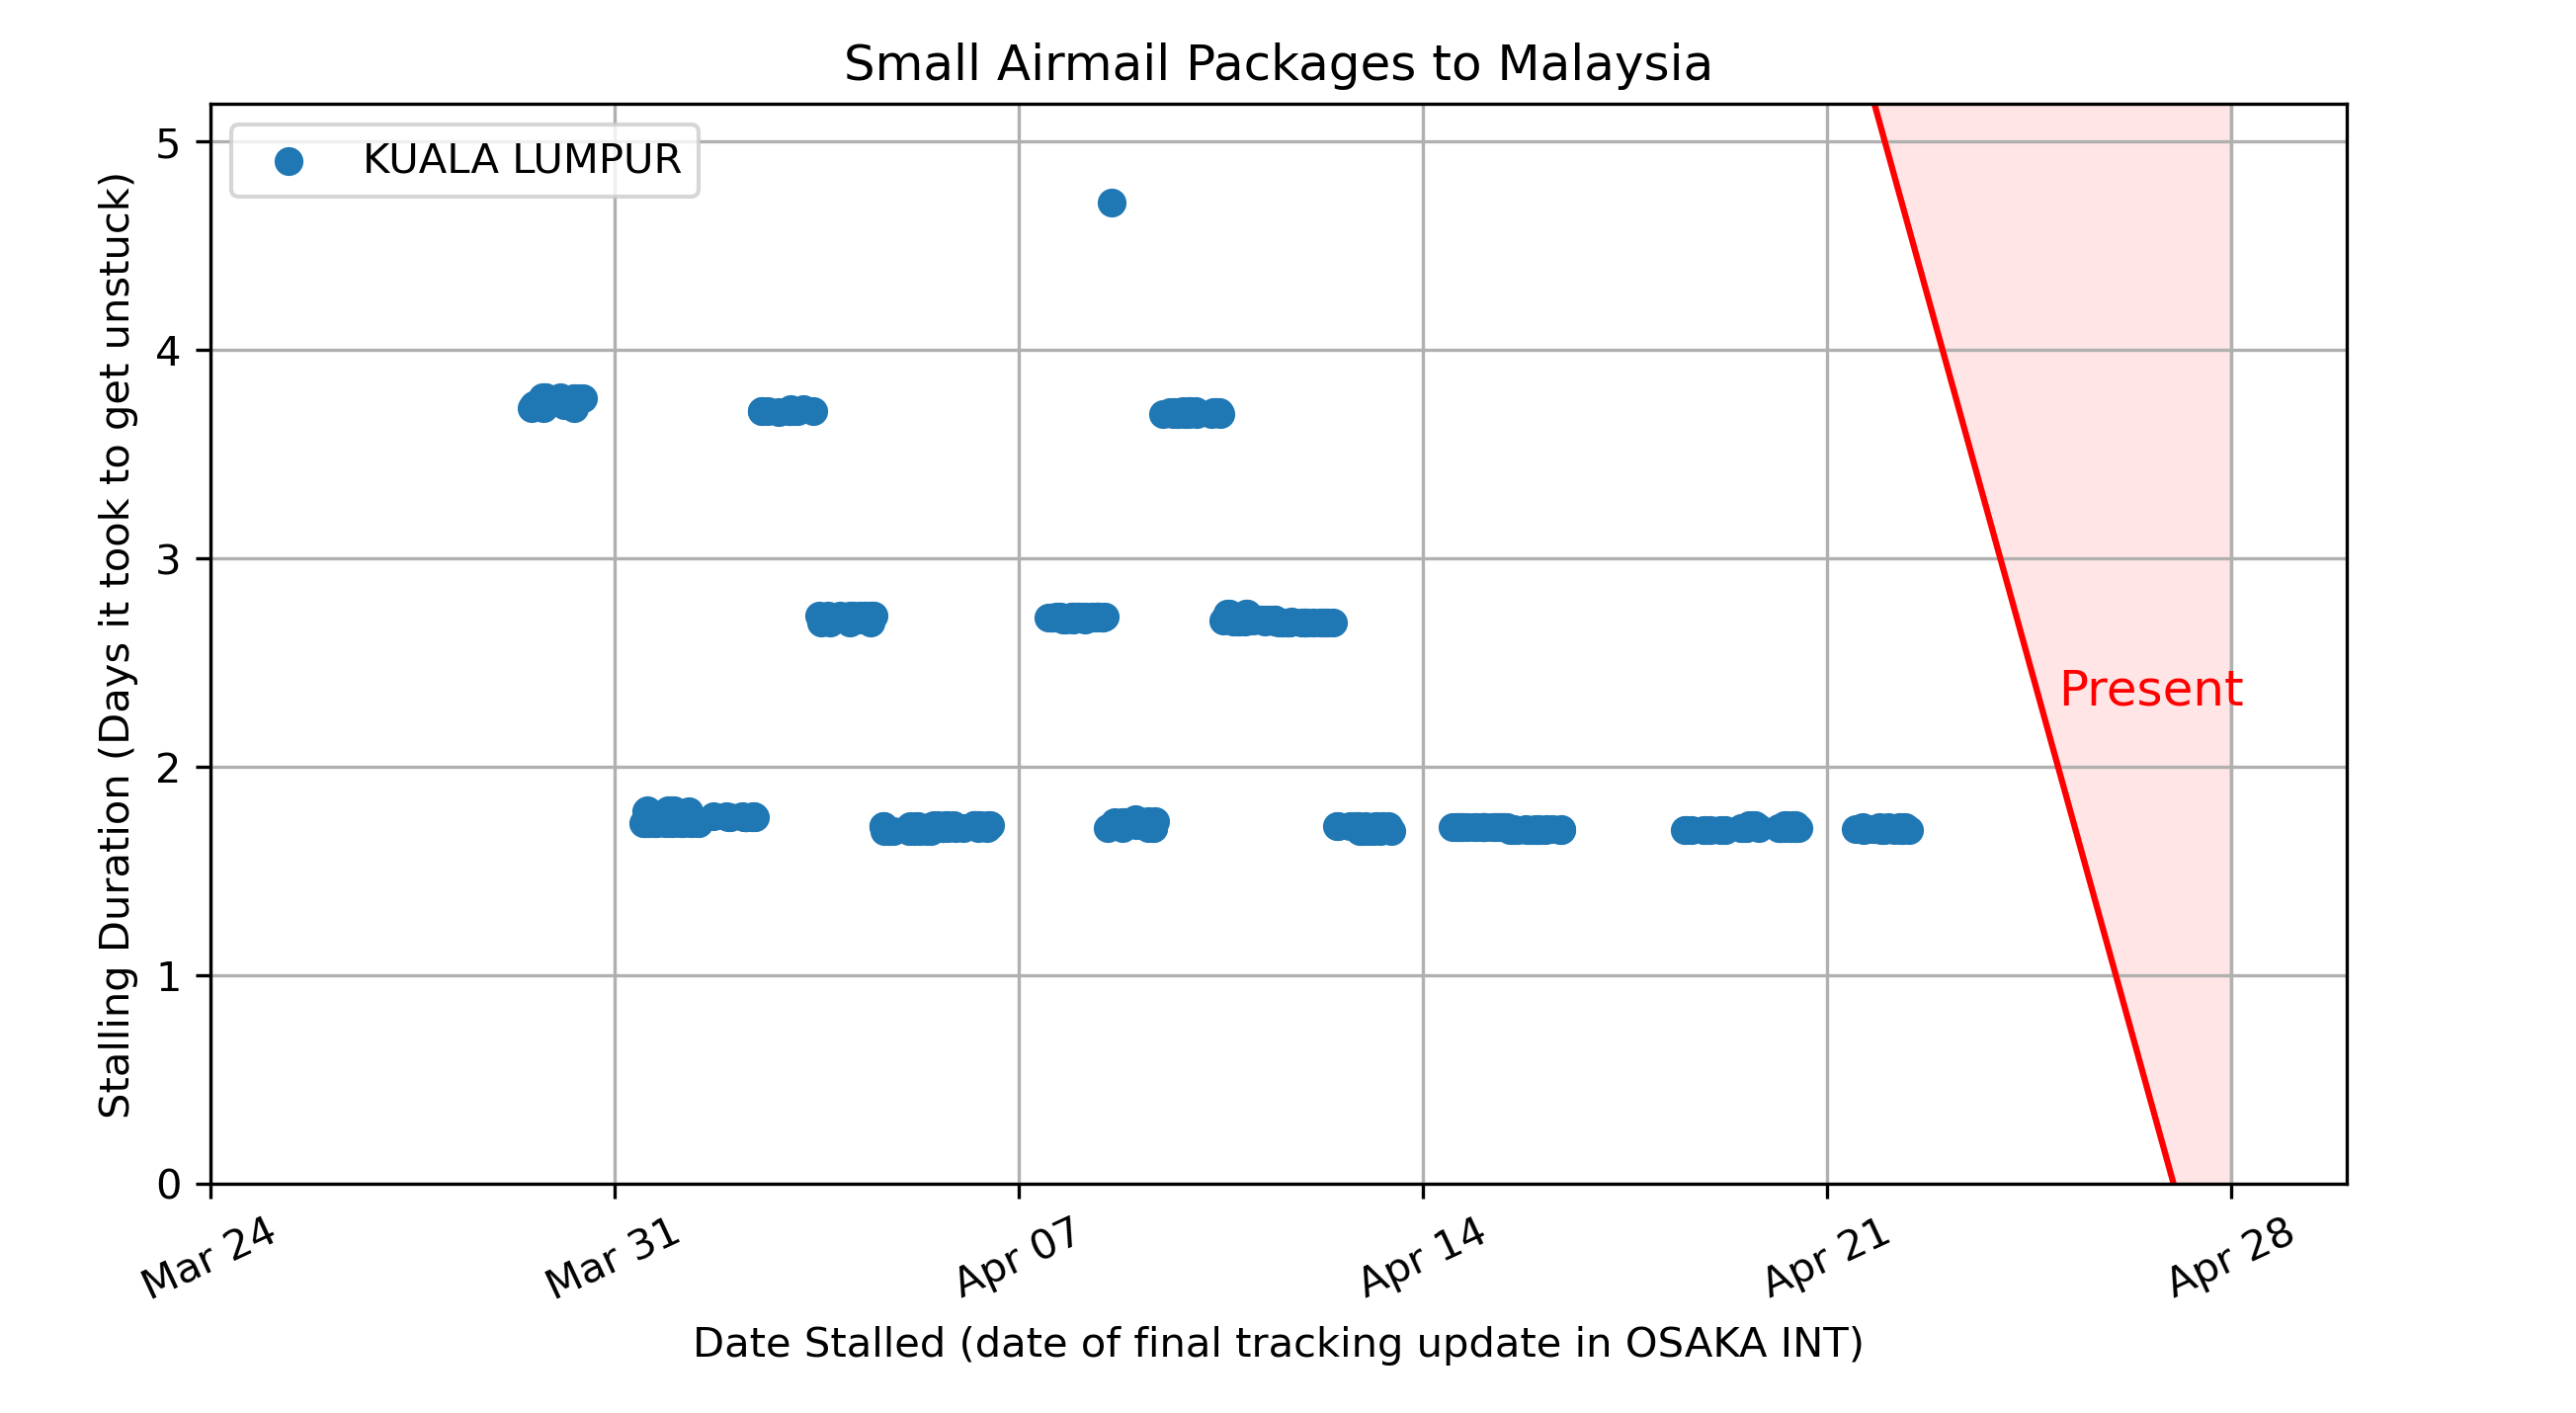 Small Airmail Packages to Malaysia
KUALA LUMPUR
Stalling Duration (Days it took to get unstuck)
5
4
3
2
1
0
Present
Mar 24
Mar 31
Apr 07
Apr 14
Apr 21
Apr 28
Date Stalled (date of final tracking update in OSAKA INT)